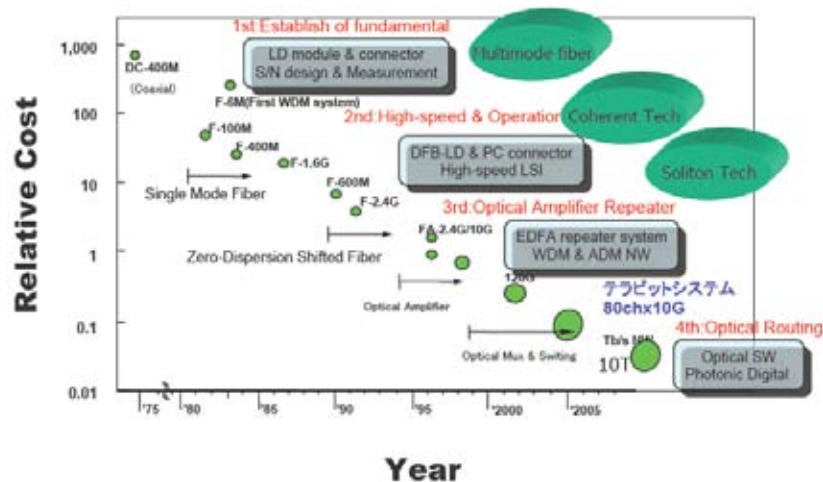 1st:Establish of fundamental
LD module & connector
S/N design & Measurement
Multimode fiber
1,000
DC-400M
(Coaxial)
F-6M(First WDM system)
100
2nd:High-speed & Operation
Coherent Tech
F-100M
F-400M
DFB-LD & PC connector
High-speed LSI
F-1.6G
Soliton Tech
10
Single Mode Fiber
F-600M
F-2.4G
3rd:Optical Amplifier Repeater
FA-2.4G/10G
EDFA repeater system
WDM & ADM NW
1
Zero-Dispersion Shifted Fiber
Optical Amplifier
テラビットシステム
80chx10G
0.1
4th:Optical Routing
Optical Mux & Switing
Tb/s NW
10T
Optical SW
Photonic Digital
0.01
'75
'80
'85
'90
'95
'2000
'2005
Relative Cost
Year